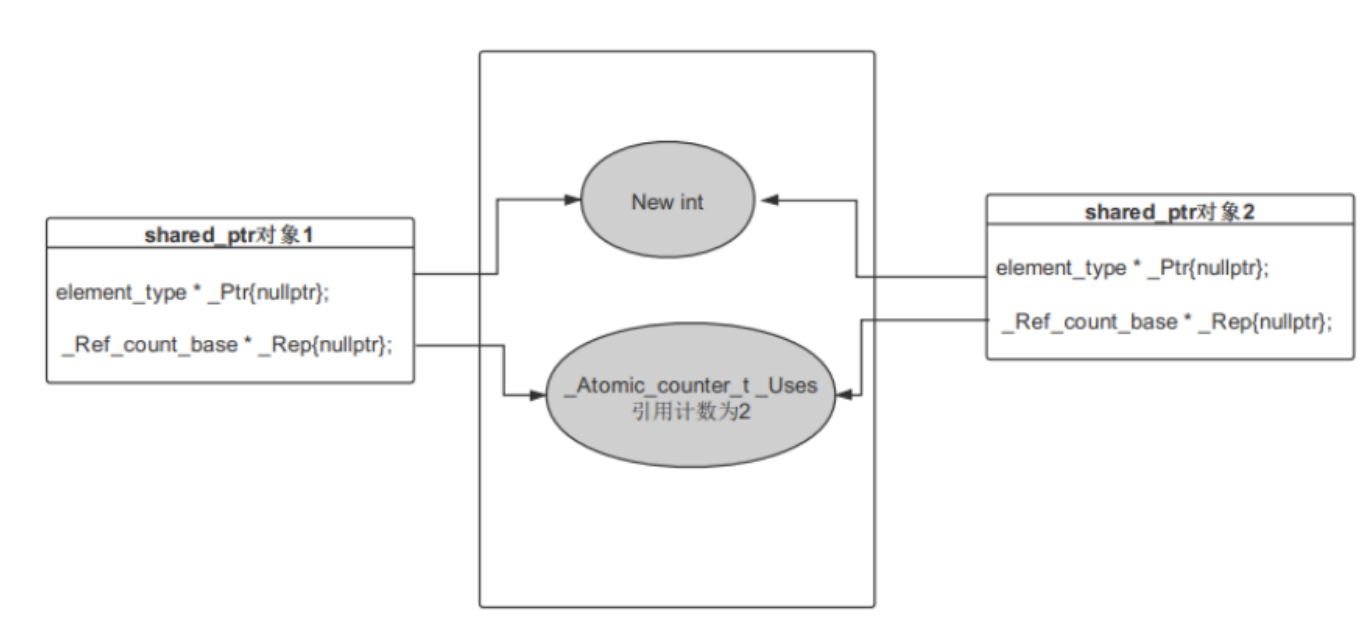 shared_ptr对象1
element_type * _Ptr{nullptr};
_Ref_count_base * _Rep{nullptr};
New int
_Atomic_counter_t _Uses
引用计数为2
shared_ptr对象2
element_type * _Ptr{nullptr};
_Ref_count_base * _Rep{nullptr};